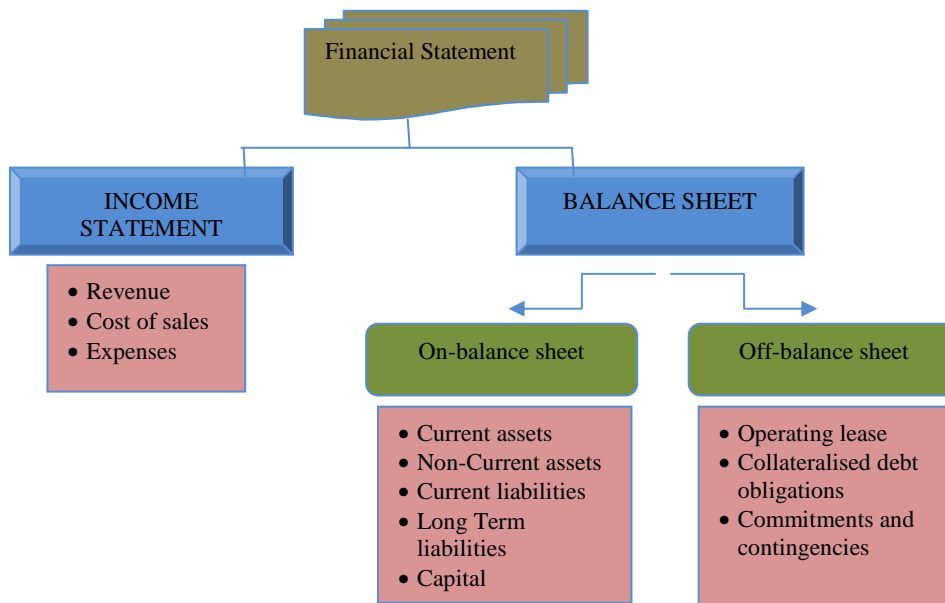 Financial Statement
INCOME
STATEMENT
BALANCE SHEET
• Revenue
• Cost of sales
• Expenses
On-balance sheet
Off-balance sheet
• Current assets
• Non-Current assets
• Current liabilities
• Long Term
liabilities
• Capital
• Operating lease
• Collateralised debt
obligations
• Commitments and
contingencies